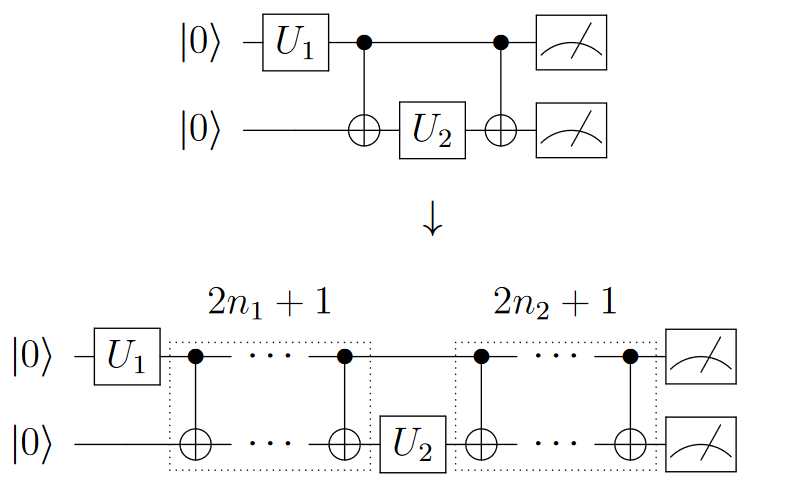 |0⟩ U₁
|0⟩ U₂
↓
2n₁ + 1 2n₂ + 1
|0⟩ U₁ ··· ···
|0⟩ ··· U₂ ···